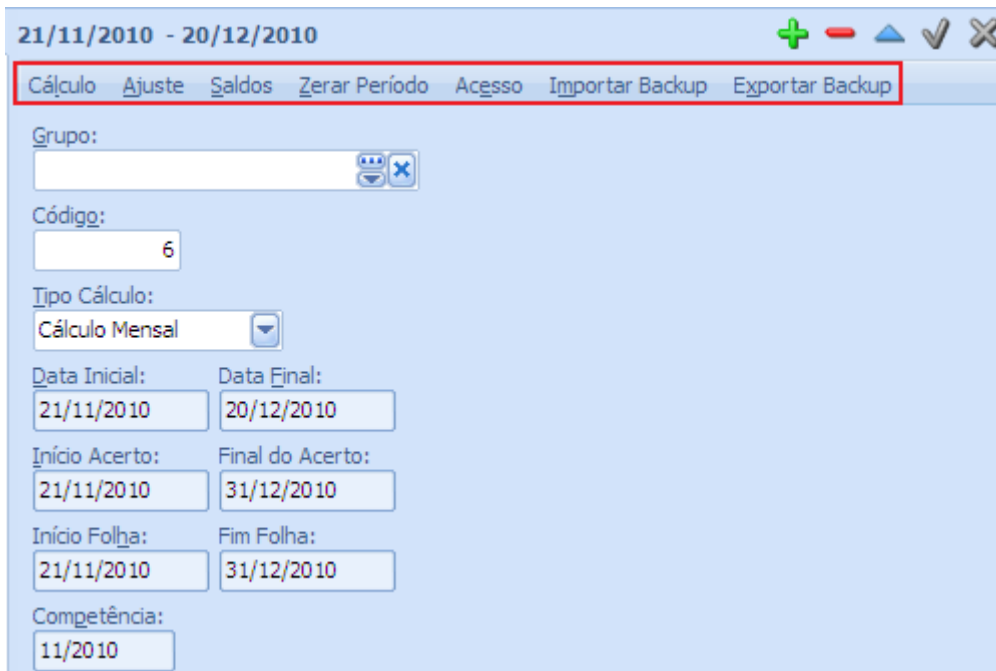 21/11/2010 - 20/12/2010
Cálculo Ajuste Saldos Zerar Período Acesso Importar Backup Exportar Backup
Grupo:
Código:
6
Tipo Cálculo:
Cálculo Mensal
Data Inicial: Data Final:
21/11/2010 20/12/2010
Início Acerto: Final do Acerto:
21/11/2010 31/12/2010
Início Folha: Fim Folha:
21/11/2010 31/12/2010
Competência:
11/2010